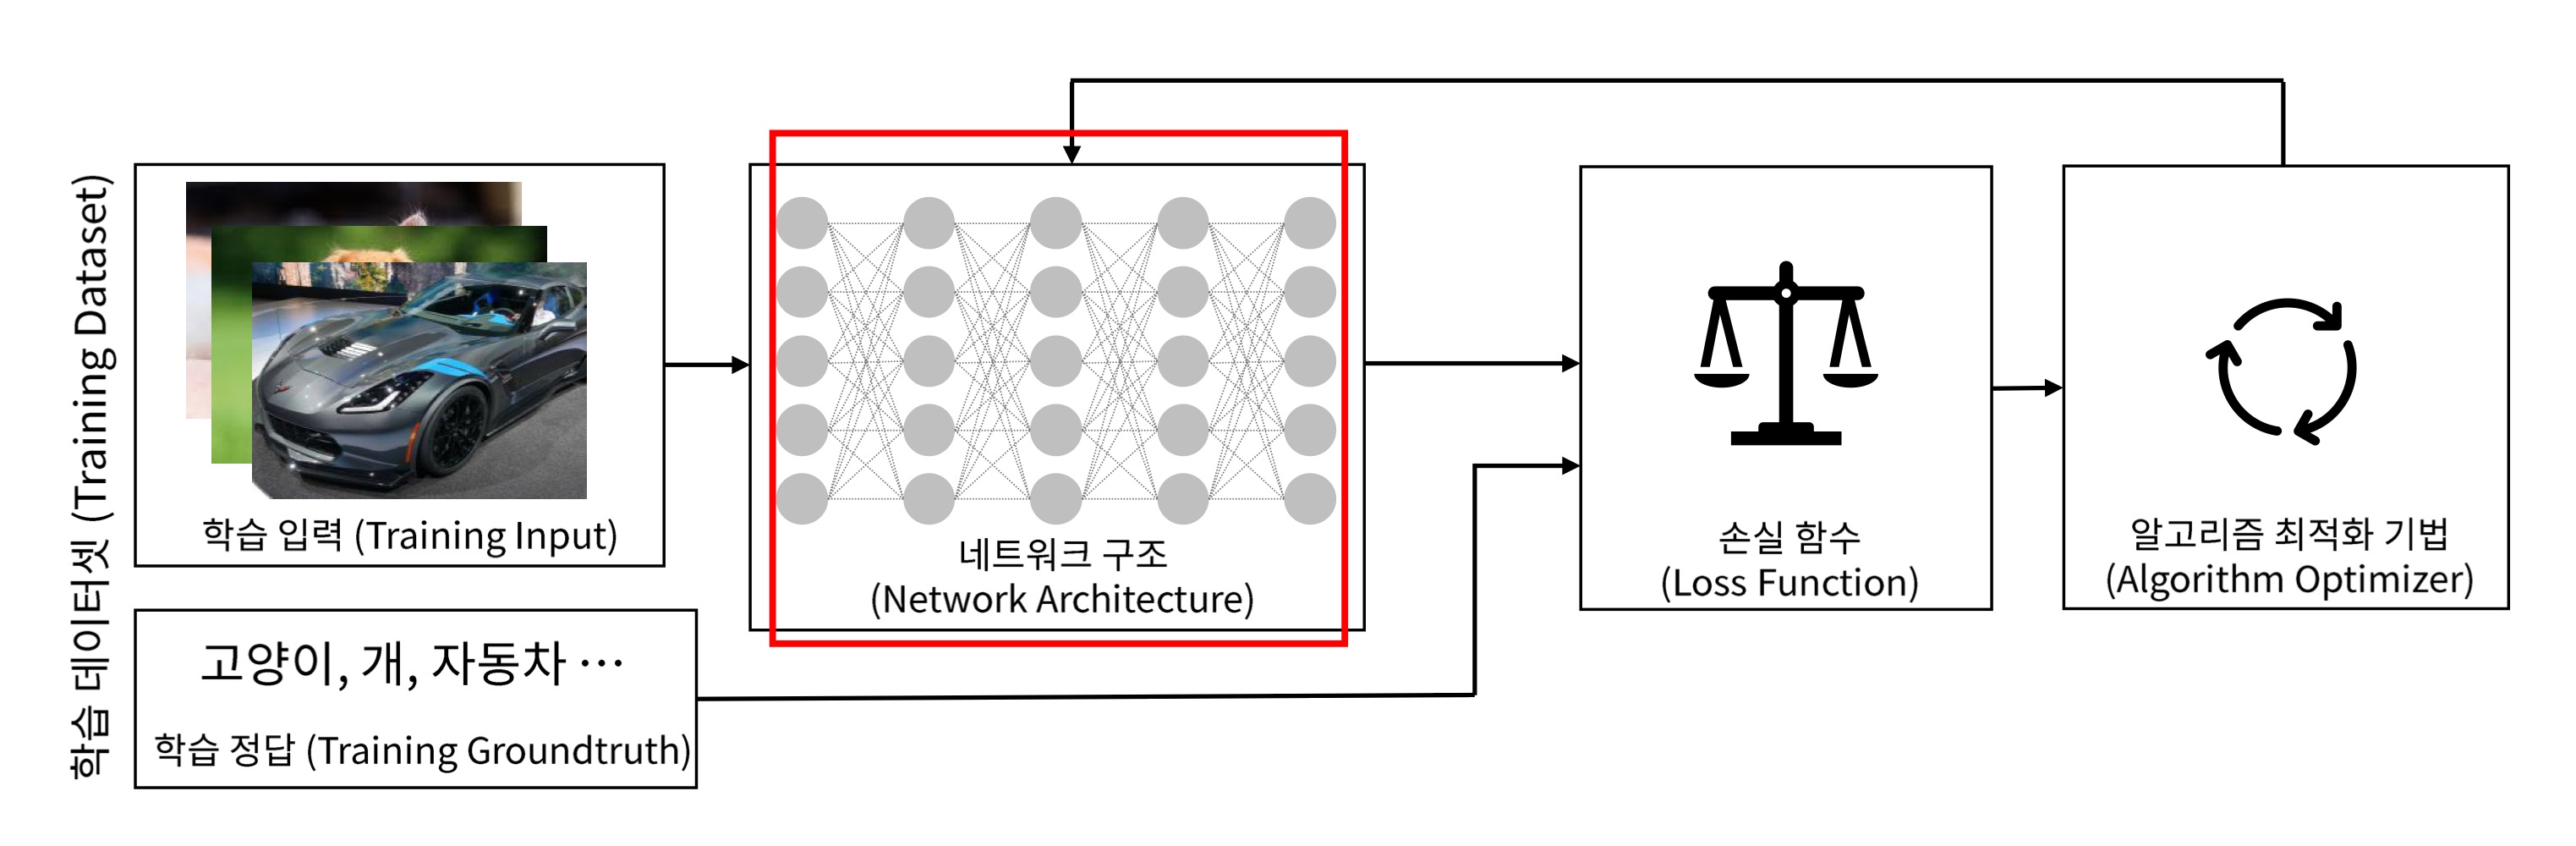 학습 데이터셋 (Training Dataset)
학습 입력 (Training Input)
고양이, 개, 자동차 …
학습 정답 (Training Groundtruth)
네트워크 구조
(Network Architecture)
손실 함수
(Loss Function)
알고리즘 최적화 기법
(Algorithm Optimizer)